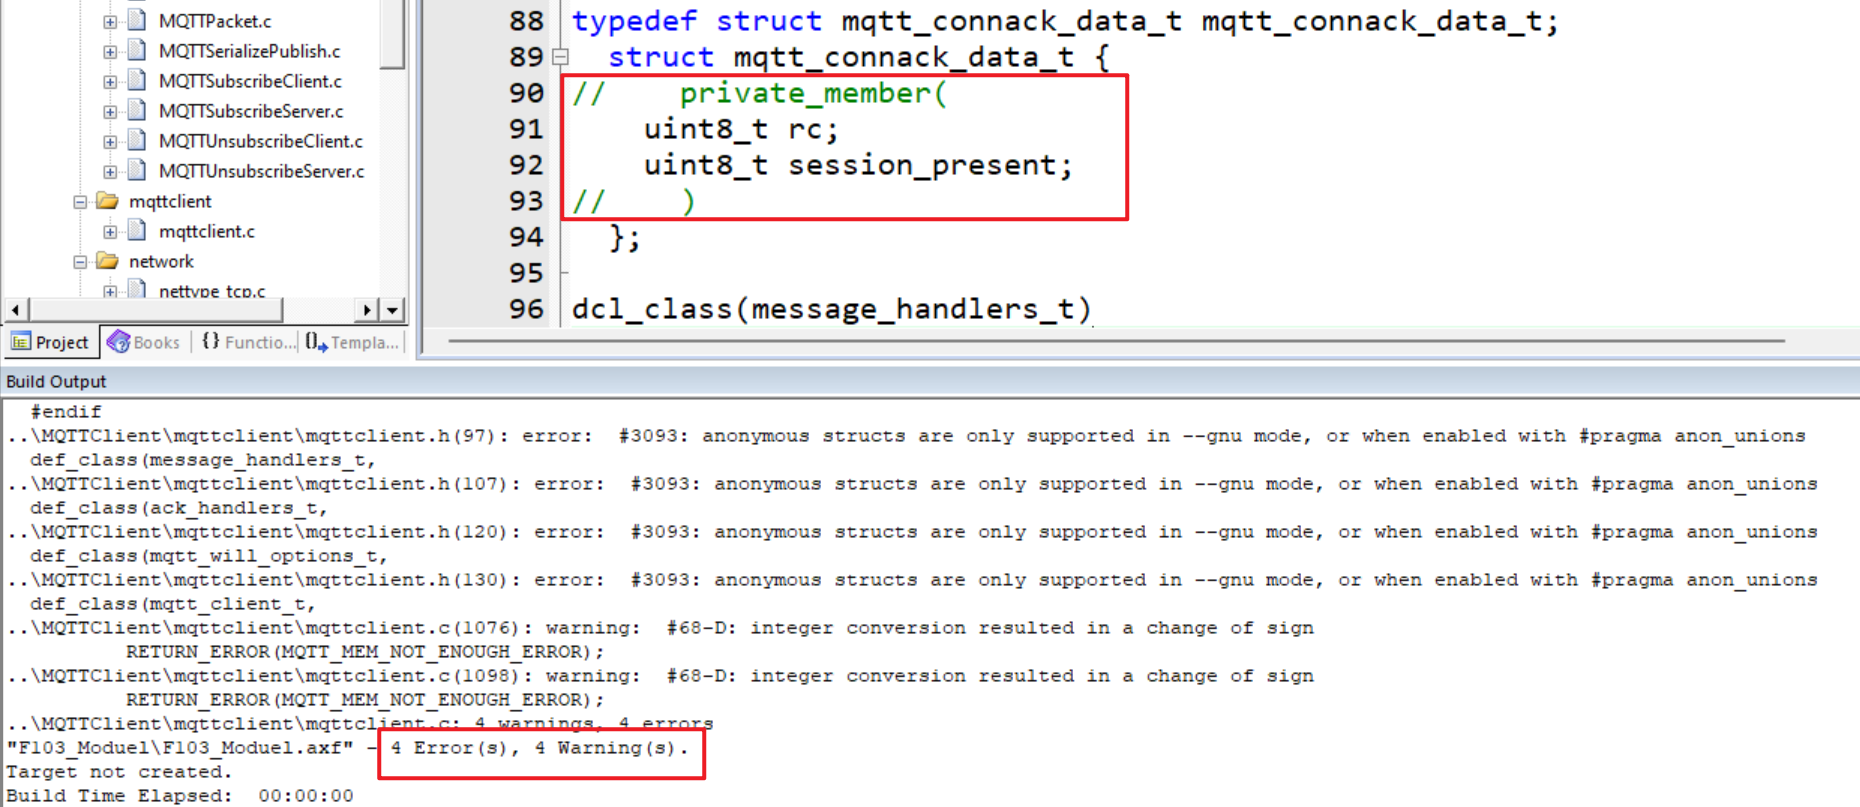 MQTTPacket.c
MQTTSerializePublish.c
MQTTSubscribeClient.c
MQTTSubscribeServer.c
MQTTUnsubscribeClient.c
MQTTUnsubscribeServer.c
mqttclient
mqttclient.c
network
nettype_tcp.c
Project Books {} Functio... Templa...
88 typedef struct mqtt_connack_data_t mqtt_connack_data_t;
89   struct mqtt_connack_data_t {
90 //    private_member(
91     uint8_t rc;
92     uint8_t session_present;
93 //    )
94   };
95
96 dcl_class(message_handlers_t)
Build Output
  #endif
..\MQTTClient\mqttclient\mqttclient.h(97): error:  #3093: anonymous structs are only supported in --gnu mode, or when enabled with #pragma anon_unions
  def_class(message_handlers_t,
..\MQTTClient\mqttclient\mqttclient.h(107): error:  #3093: anonymous structs are only supported in --gnu mode, or when enabled with #pragma anon_unions
  def_class(ack_handlers_t,
..\MQTTClient\mqttclient\mqttclient.h(120): error:  #3093: anonymous structs are only supported in --gnu mode, or when enabled with #pragma anon_unions
  def_class(mqtt_will_options_t,
..\MQTTClient\mqttclient\mqttclient.h(130): error:  #3093: anonymous structs are only supported in --gnu mode, or when enabled with #pragma anon_unions
  def_class(mqtt_client_t,
..\MQTTClient\mqttclient\mqttclient.c(1076): warning:  #68-D: integer conversion resulted in a change of sign
          RETURN_ERROR(MQTT_MEM_NOT_ENOUGH_ERROR);
..\MQTTClient\mqttclient\mqttclient.c(1098): warning:  #68-D: integer conversion resulted in a change of sign
          RETURN_ERROR(MQTT_MEM_NOT_ENOUGH_ERROR);
..\MQTTClient\mqttclient\mqttclient.c: 4 warnings, 4 errors
"F103_Moduel\F103_Moduel.axf" - 4 Error(s), 4 Warning(s).
Target not created.
Build Time Elapsed:  00:00:00